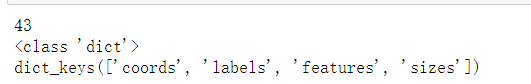 43
<class 'dict'>
dict_keys(['coords', 'labels', 'features', 'sizes'])